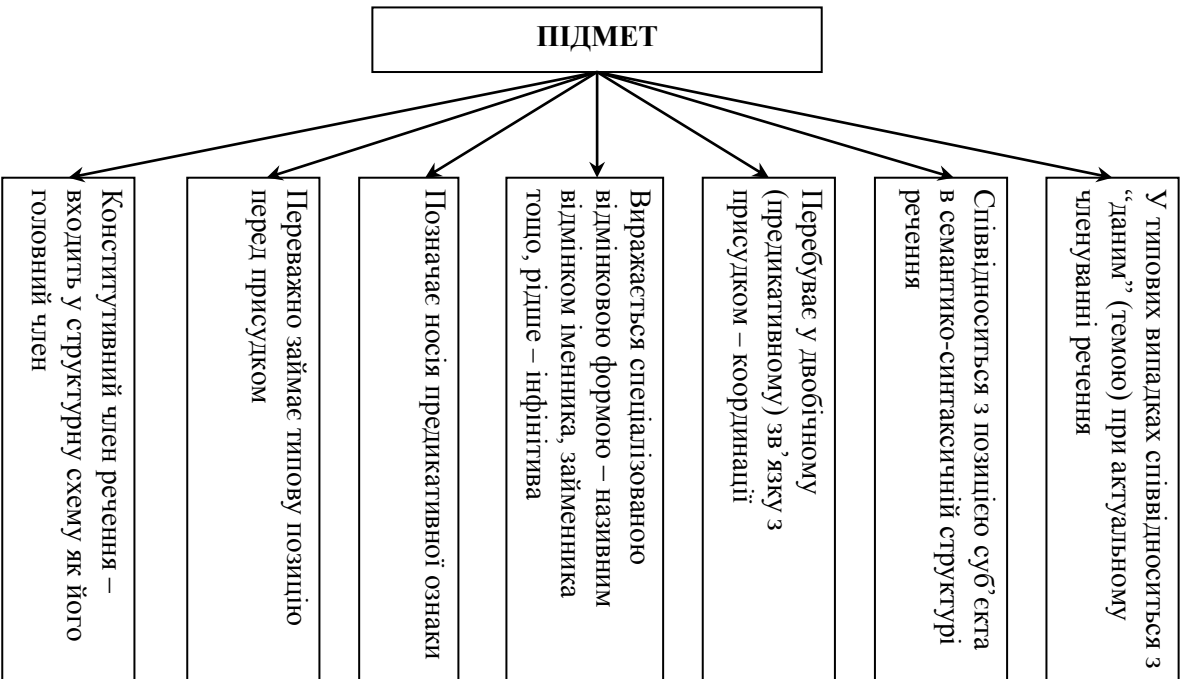 ПІДМЕТ
Конститутивний член речення –
входить у структурну схему як його
головний член
Переважно займає типову позицію
перед присудком
Позначає носія предикативної ознаки
Виражається спеціалізованою
відмінковою формою – називним
відмінком іменника, займенника
тощо, рідше – інфінітива
Перебуває у двобічному
(предикативному) зв’язку з
присудком – координації
Співвідноситься з позицією суб’єкта
в семантико-синтаксичній структурі
речення
У типових випадках співвідноситься з
“даним” (темою) при актуальному
членуванні речення